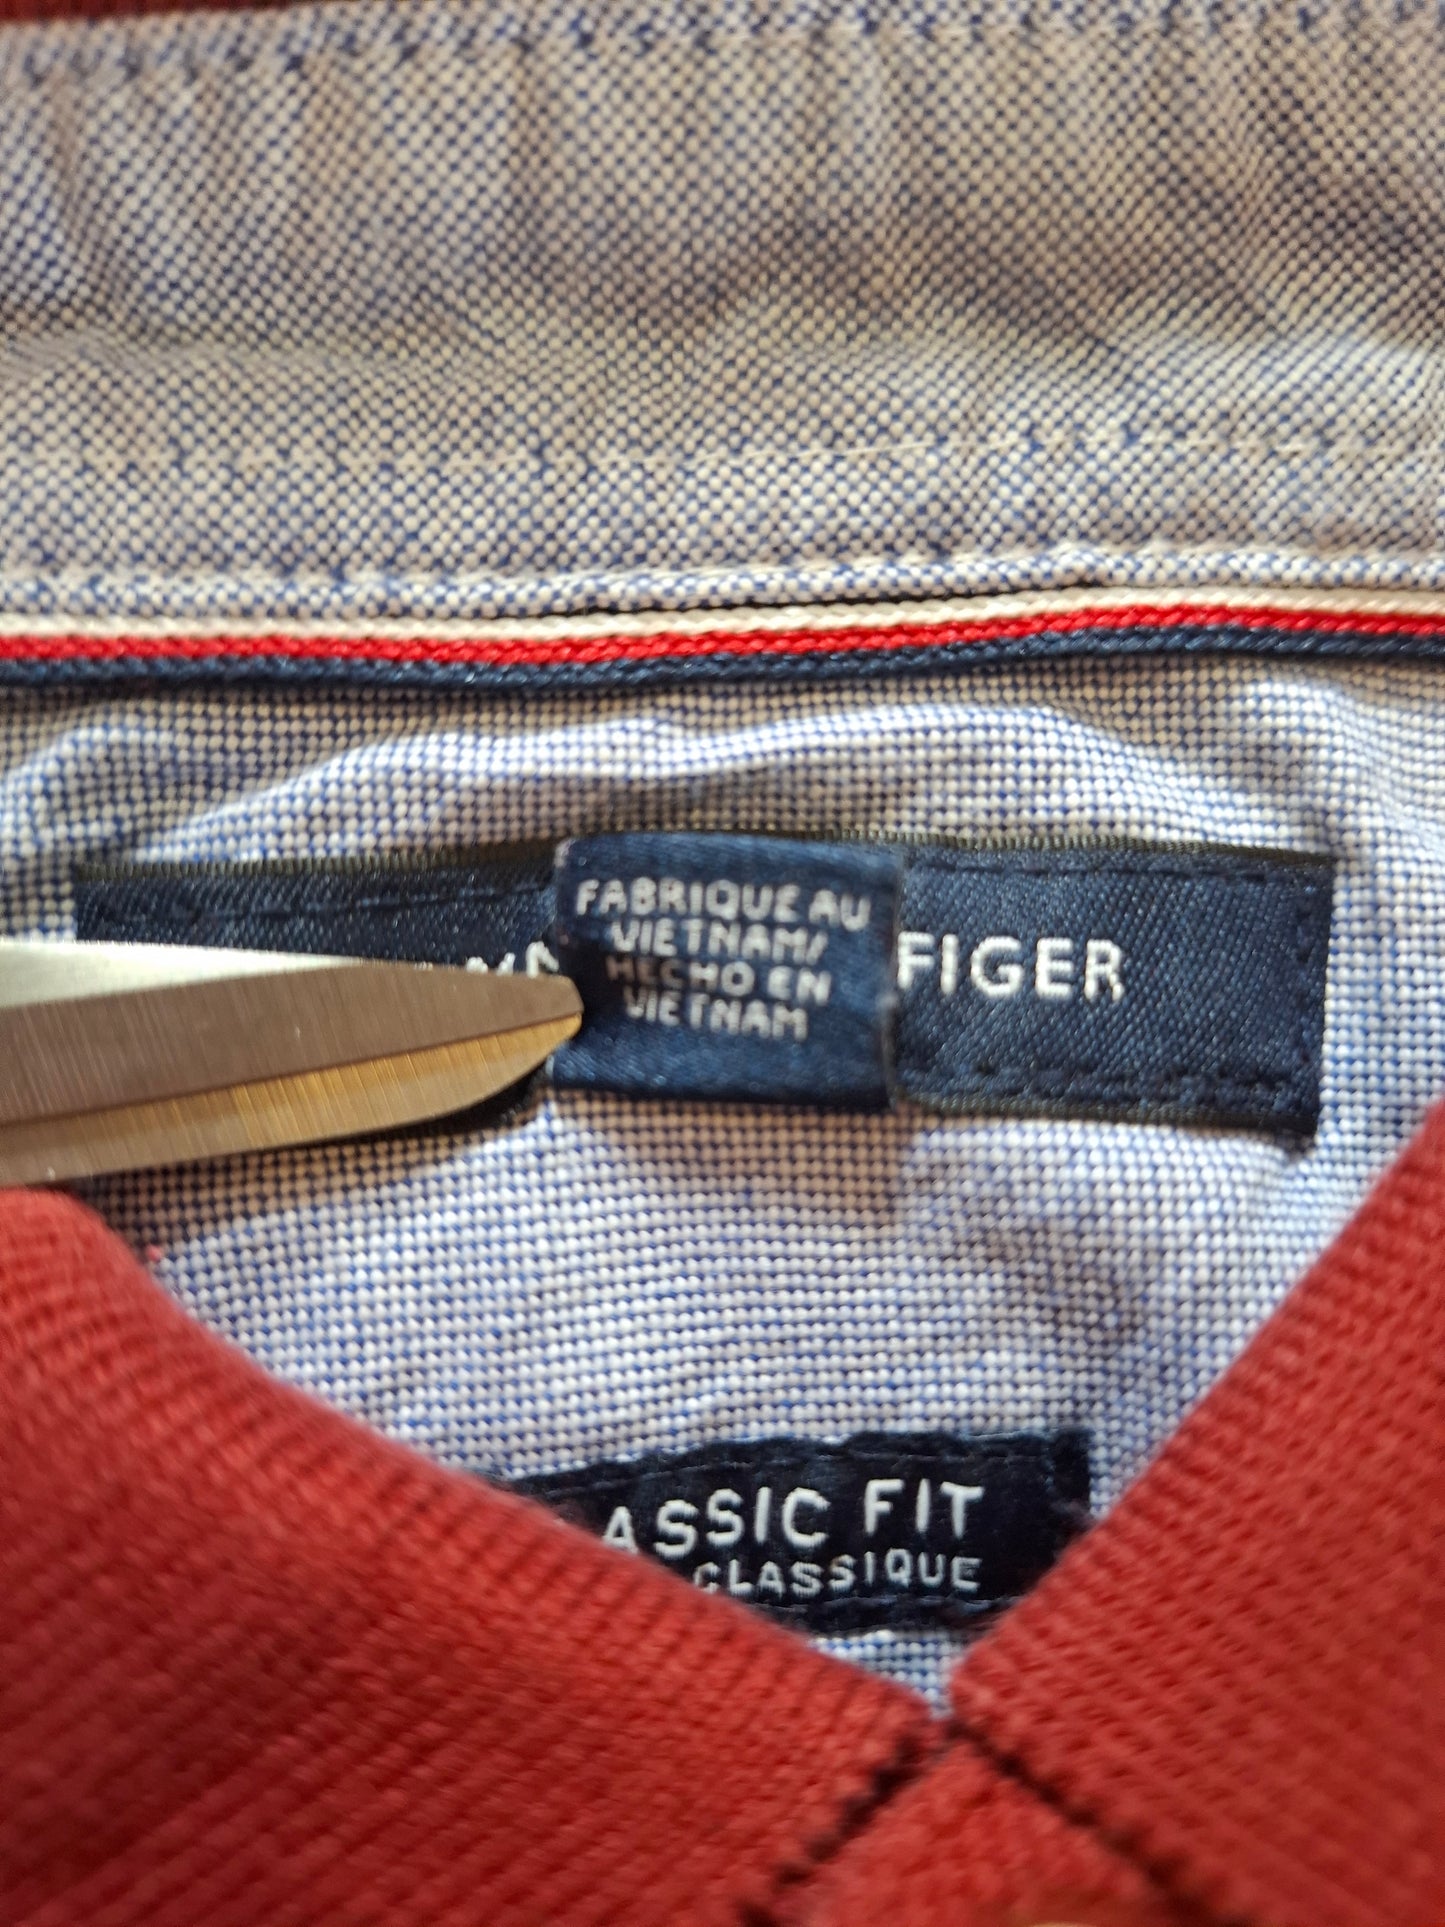 FABRIQUE AU
VIETNAM/
HECHO EN
VIETNAM
FIGER
ASSIC FIT
CLASSIQUE